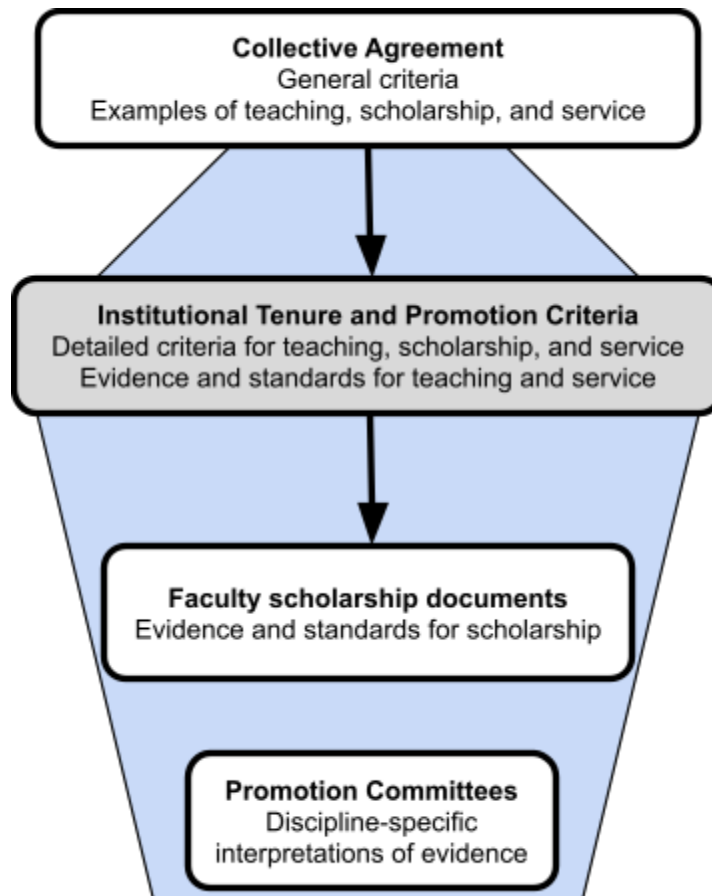 Collective Agreement
General criteria
Examples of teaching, scholarship, and service
Institutional Tenure and Promotion Criteria
Detailed criteria for teaching, scholarship, and service
Evidence and standards for teaching and service
Faculty scholarship documents
Evidence and standards for scholarship
Promotion Committees
Discipline-specific
interpretations of evidence